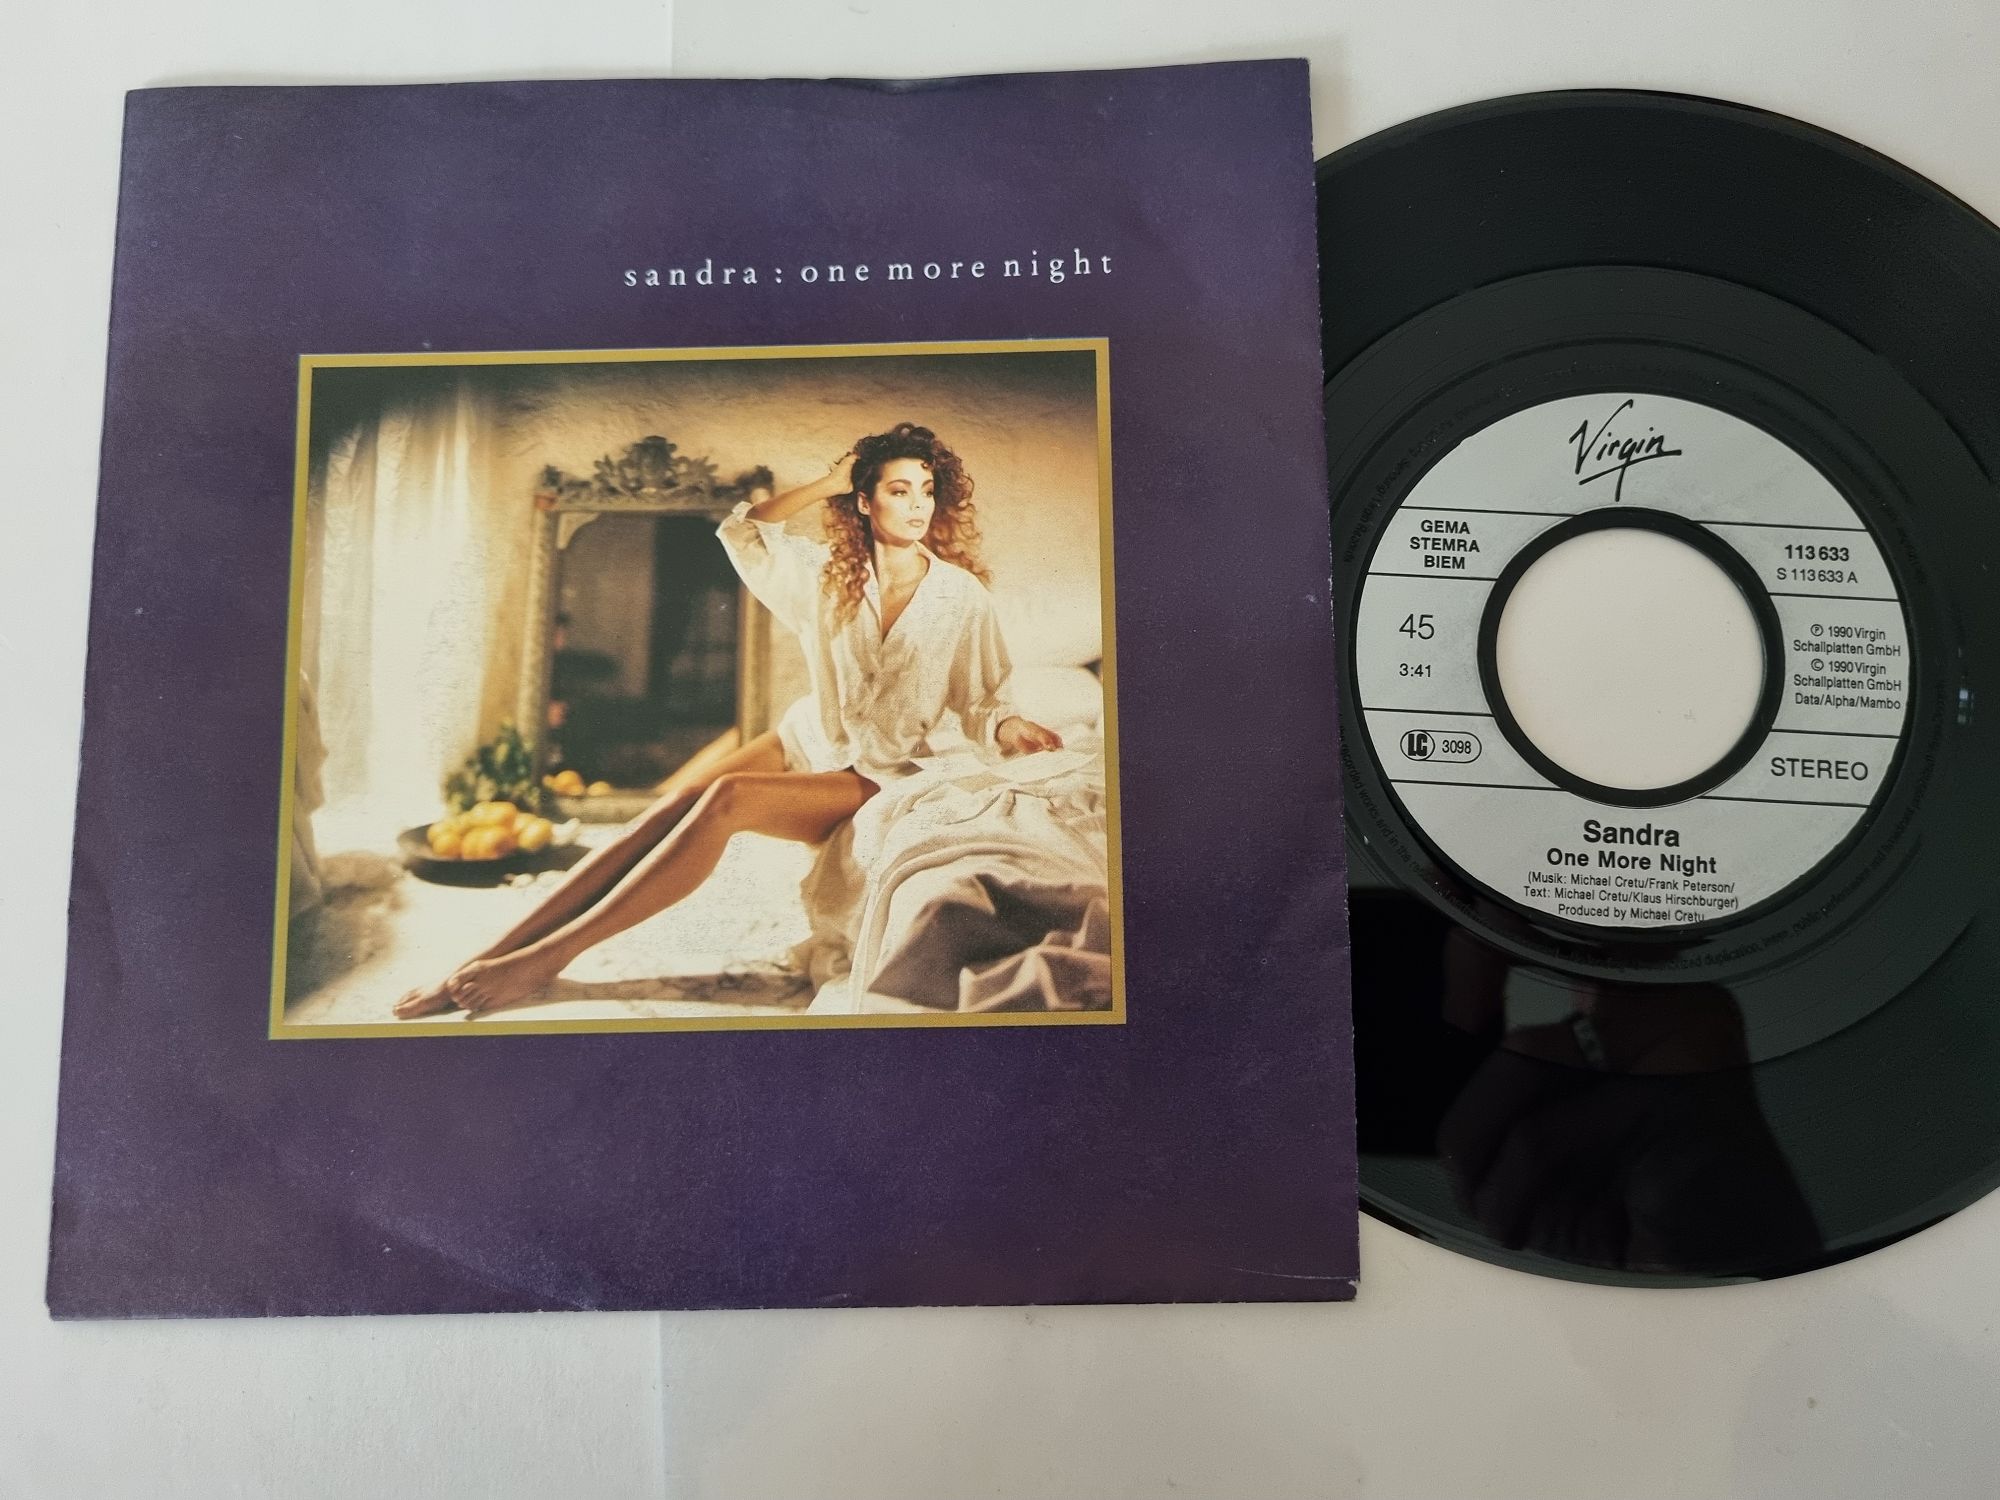 sandra : one more night
Virgin
GEMA
STEMRA
BIEM
113 633
S 113 633 A
45
3:41
℗ 1990 Virgin
Schallplatten GmbH
© 1990 Virgin
Schallplatten GmbH
Data/Alpha/Mambo
LC 3098
STEREO
Sandra
One More Night
(Musik: Michael Cretu/Frank Peterson/
Text: Michael Cretu/Klaus Hirschburger)
Produced by Michael Cretu